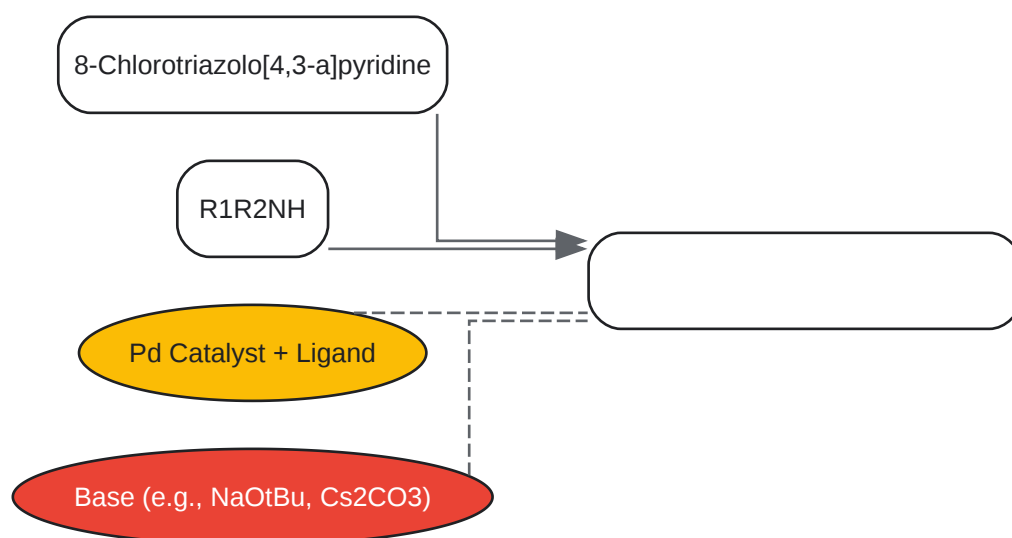 8-Chlorotriazolo[4,3-a]pyridine
R1R2NH
Pd Catalyst + Ligand
Base (e.g., NaOtBu, Cs2CO3)